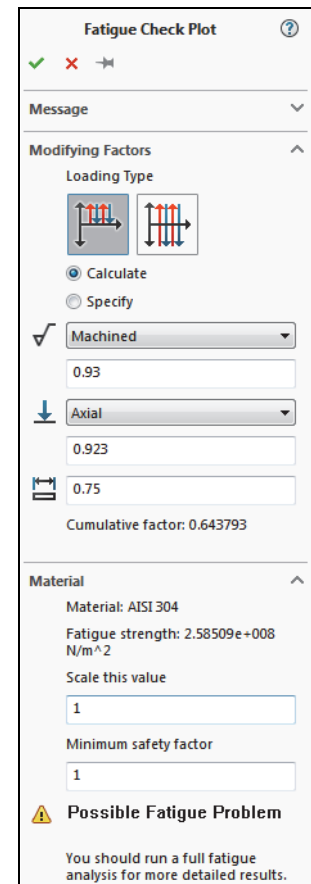 Fatigue Check Plot
Message
Modifying Factors
Loading Type
Calculate
Specify
Machined
0.93
Axial
0.923
0.75
Cumulative factor: 0.643793
Material
Material: AISI 304
Fatigue strength: 2.58509e+008
N/m^2
Scale this value
1
Minimum safety factor
1
Possible Fatigue Problem
You should run a full fatigue
analysis for more detailed results.